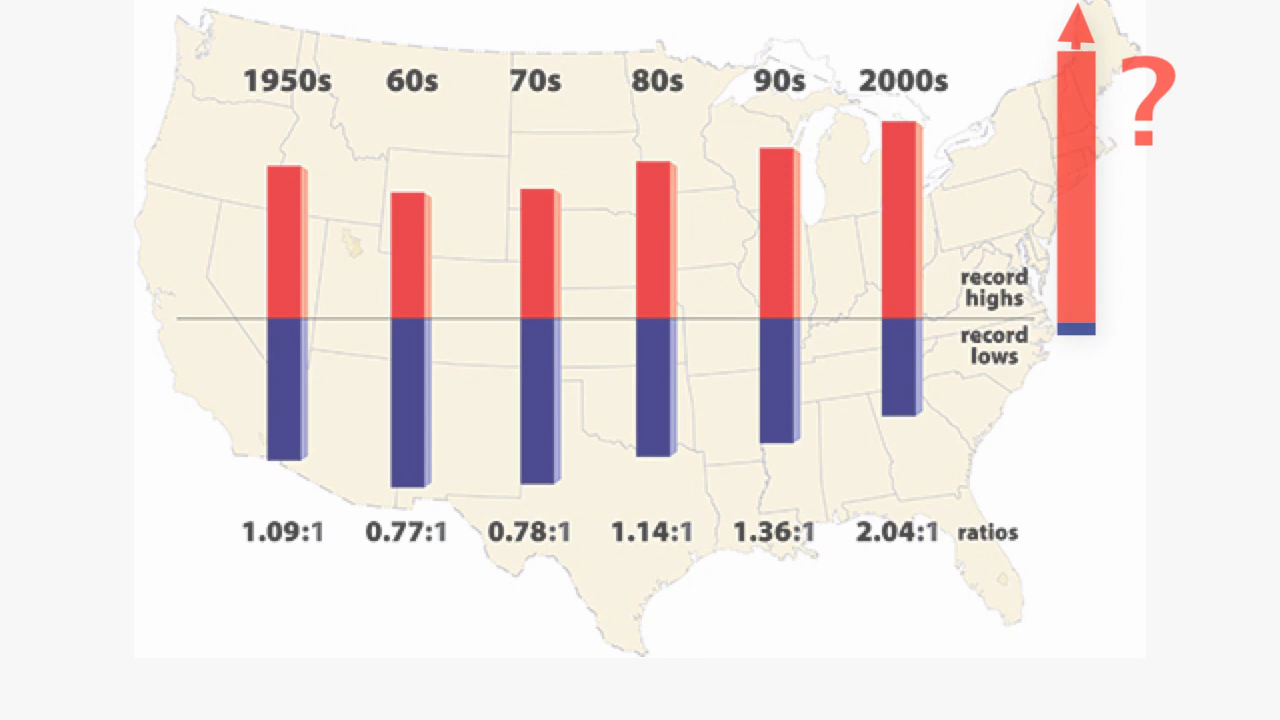 1950s 60s 70s 80s 90s 2000s
?
record
highs
record
lows
1.09:1 0.77:1 0.78:1 1.14:1 1.36:1 2.04:1 ratios